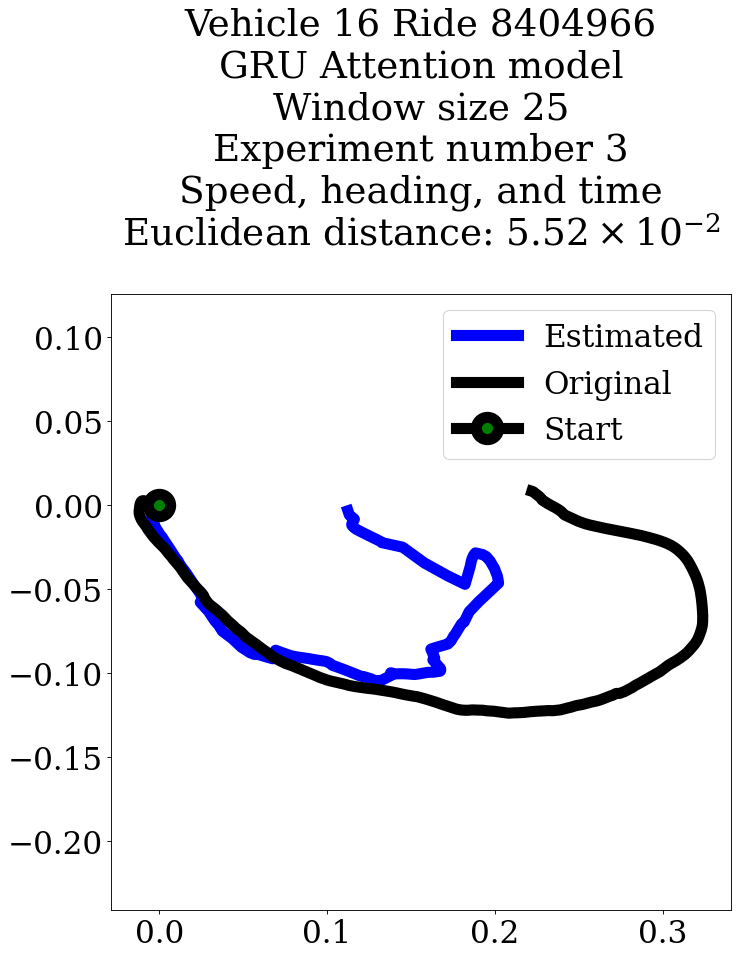 Vehicle 16 Ride 8404966
GRU Attention model
Window size 25
Experiment number 3
Speed, heading, and time
Euclidean distance: 5.52 × 10⁻²
Estimated
Original
Start
0.10
0.05
0.00
−0.05
−0.10
−0.15
−0.20
0.0 0.1 0.2 0.3